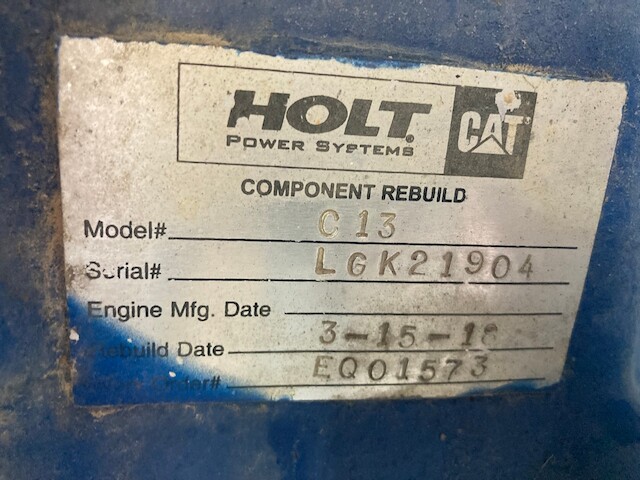 HOLT CAT
POWER SYSTEMS
COMPONENT REBUILD
Model# C13
Serial# LGK21904
Engine Mfg. Date
Rebuild Date 3-15-18
EQ01573